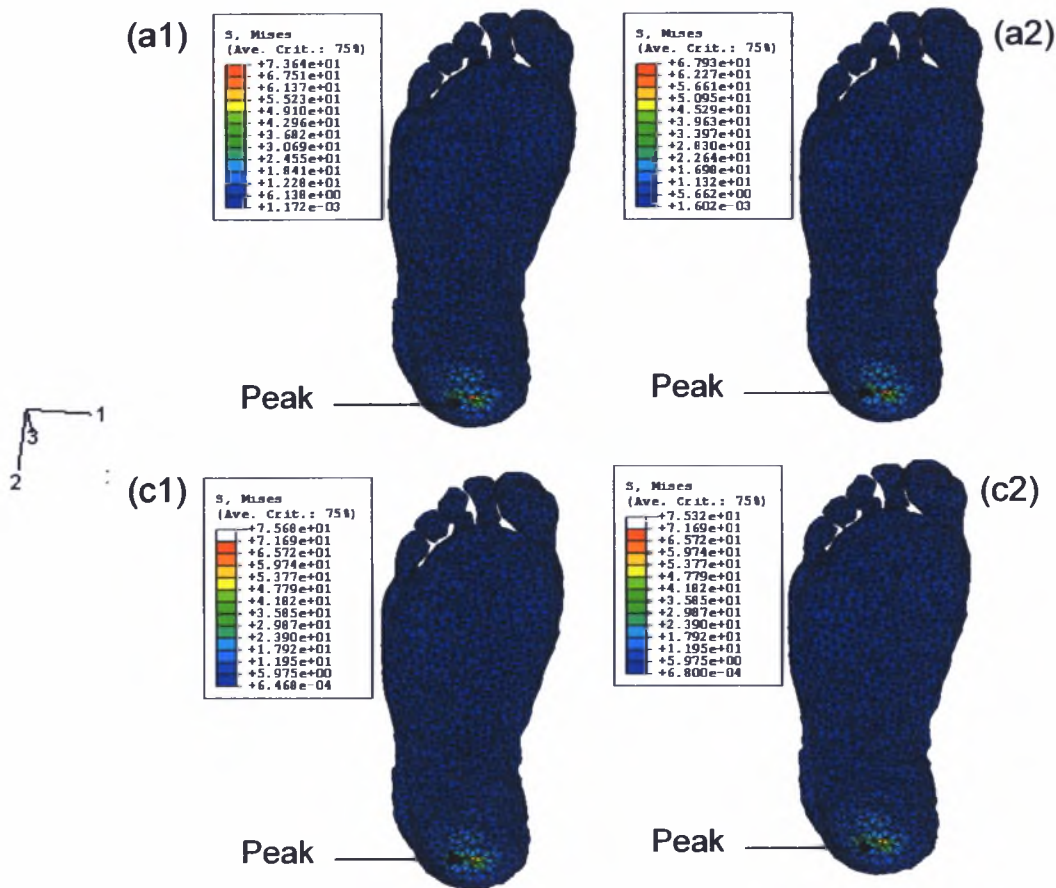 (a1)
S, Mises
(Ave. Crit.: 75%)
+7.364e+01
+6.751e+01
+6.137e+01
+5.523e+01
+4.910e+01
+4.296e+01
+3.682e+01
+3.069e+01
+2.455e+01
+1.841e+01
+1.228e+01
+6.138e+00
+1.172e-03
Peak
(a2)
S, Mises
(Ave. Crit.: 75%)
+6.793e+01
+6.227e+01
+5.661e+01
+5.095e+01
+4.529e+01
+3.963e+01
+3.397e+01
+2.830e+01
+2.264e+01
+1.698e+01
+1.132e+01
+5.662e+00
+1.602e-03
Peak
1
3
2
(c1)
S, Mises
(Ave. Crit.: 75%)
+7.568e+01
+7.169e+01
+6.572e+01
+5.974e+01
+5.377e+01
+4.779e+01
+4.182e+01
+3.585e+01
+2.987e+01
+2.390e+01
+1.792e+01
+1.195e+01
+5.975e+00
+6.468e-04
Peak
(c2)
S, Mises
(Ave. Crit.: 75%)
+7.532e+01
+7.169e+01
+6.572e+01
+5.974e+01
+5.377e+01
+4.779e+01
+4.182e+01
+3.585e+01
+2.987e+01
+2.390e+01
+1.792e+01
+1.195e+01
+5.975e+00
+6.800e-04
Peak